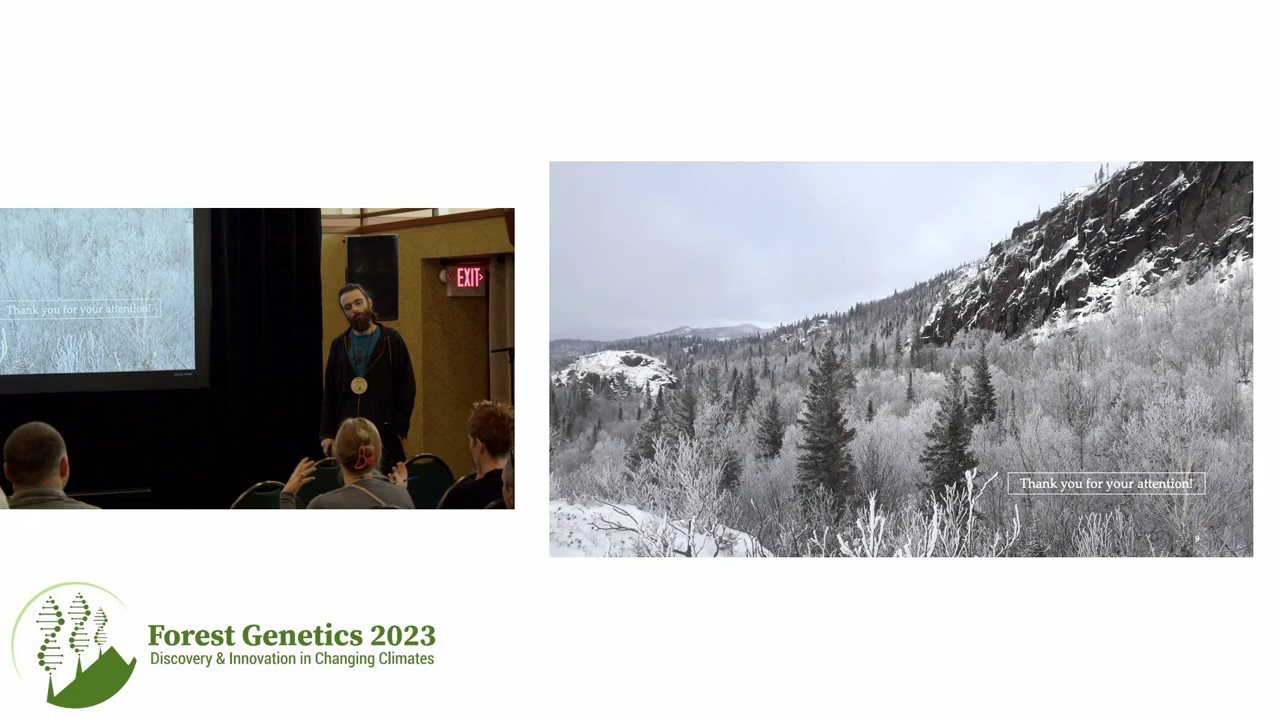 Thank you for your attention!
EXIT
Thank you for your attention!
9
Forest Genetics 2023
Discovery & Innovation in Changing Climates